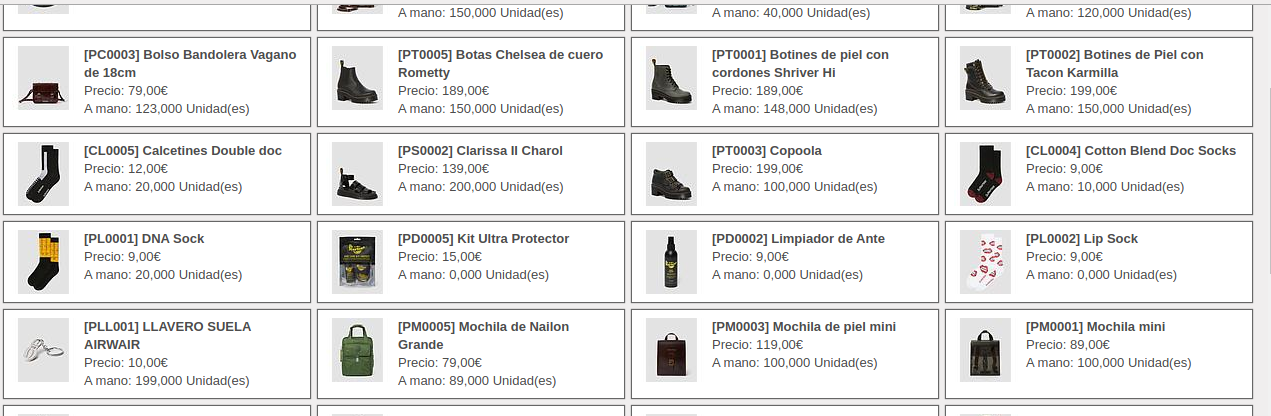 A mano: 150,000 Unidad(es)
A mano: 40,000 Unidad(es)
A mano: 120,000 Unidad(es)
[PC0003] Bolso Bandolera Vagano
de 18cm
Precio: 79,00€
A mano: 123,000 Unidad(es)
[PT0005] Botas Chelsea de cuero
Rometty
Precio: 189,00€
A mano: 150,000 Unidad(es)
[PT0001] Botines de piel con
cordones Shriver Hi
Precio: 189,00€
A mano: 148,000 Unidad(es)
[PT0002] Botines de Piel con
Tacon Karmilla
Precio: 199,00€
A mano: 150,000 Unidad(es)
[CL0005] Calcetines Double doc
Precio: 12,00€
A mano: 20,000 Unidad(es)
[PS0002] Clarissa II Charol
Precio: 139,00€
A mano: 200,000 Unidad(es)
[PT0003] Copoola
Precio: 199,00€
A mano: 100,000 Unidad(es)
[CL0004] Cotton Blend Doc Socks
Precio: 9,00€
A mano: 10,000 Unidad(es)
[PL0001] DNA Sock
Precio: 9,00€
A mano: 20,000 Unidad(es)
[PD0005] Kit Ultra Protector
Precio: 15,00€
A mano: 0,000 Unidad(es)
[PD0002] Limpiador de Ante
Precio: 9,00€
A mano: 0,000 Unidad(es)
[PL0002] Lip Sock
Precio: 9,00€
A mano: 0,000 Unidad(es)
[PLL001] LLAVERO SUELA
AIRWAIR
Precio: 10,00€
A mano: 199,000 Unidad(es)
[PM0005] Mochila de Nailon
Grande
Precio: 79,00€
A mano: 89,000 Unidad(es)
[PM0003] Mochila de piel mini
Precio: 119,00€
A mano: 100,000 Unidad(es)
[PM0001] Mochila mini
Precio: 89,00€
A mano: 100,000 Unidad(es)